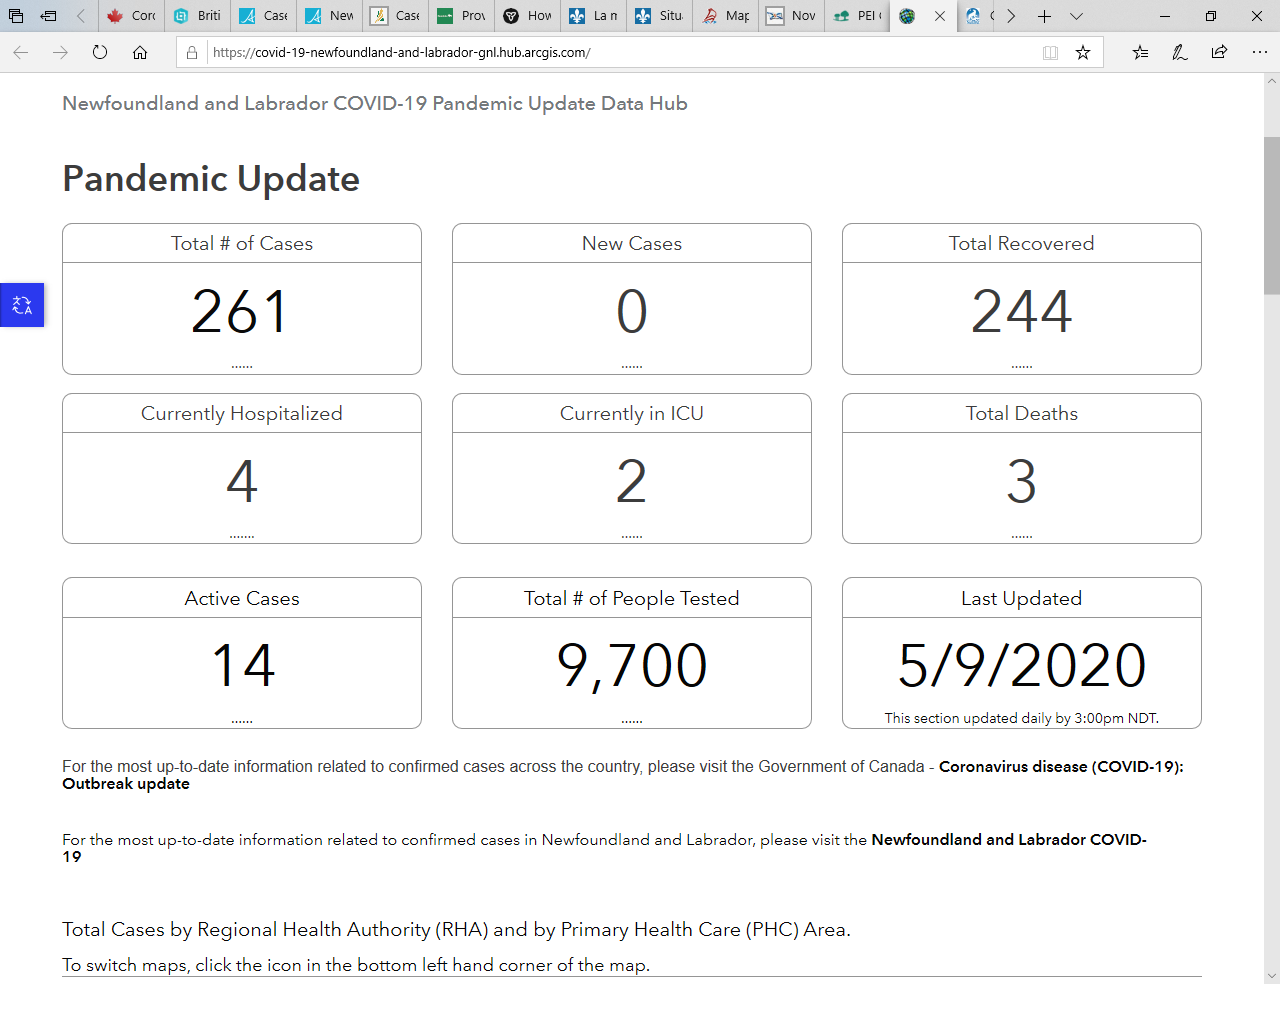 Corc
Briti
Case
New
Case
Prov
How
La m
Situ
Map
Nov
PEI
https://covid-19-newfoundland-and-labrador-gnl.hub.arcgis.com/
Newfoundland and Labrador COVID-19 Pandemic Update Data Hub
Pandemic Update
Total # of Cases
261
......
New Cases
0
......
Total Recovered
244
......
Currently Hospitalized
4
.......
Currently in ICU
2
......
Total Deaths
3
......
Active Cases
14
......
Total # of People Tested
9,700
......
Last Updated
5/9/2020
This section updated daily by 3:00pm NDT.
For the most up-to-date information related to confirmed cases across the country, please visit the Government of Canada - Coronavirus disease (COVID-19):
Outbreak update
For the most up-to-date information related to confirmed cases in Newfoundland and Labrador, please visit the Newfoundland and Labrador COVID-
19
Total Cases by Regional Health Authority (RHA) and by Primary Health Care (PHC) Area.
To switch maps, click the icon in the bottom left hand corner of the map.